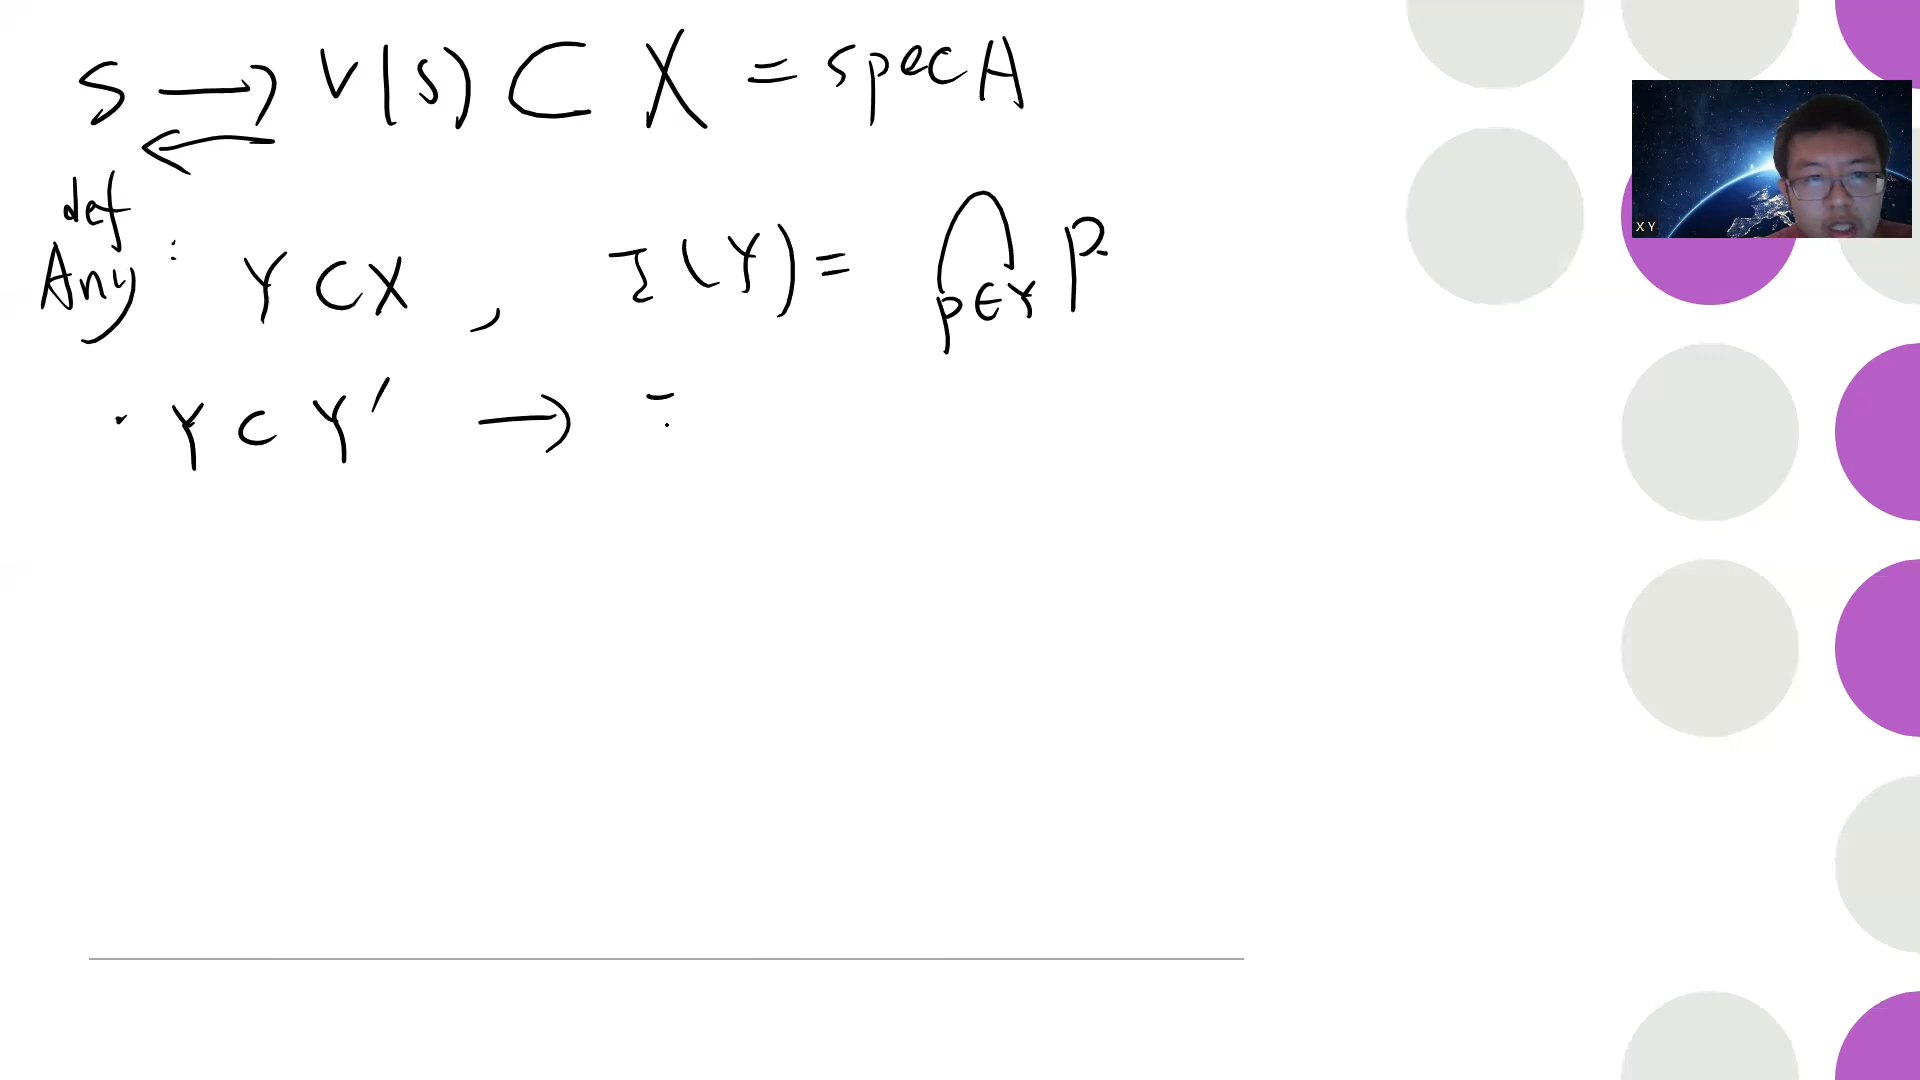 S → V(S) ⊂ X = spec A
←
def
Any: Y ⊂ X, I(Y) = ⋂ p∈Y P
· Y ⊂ Y' →
X Y